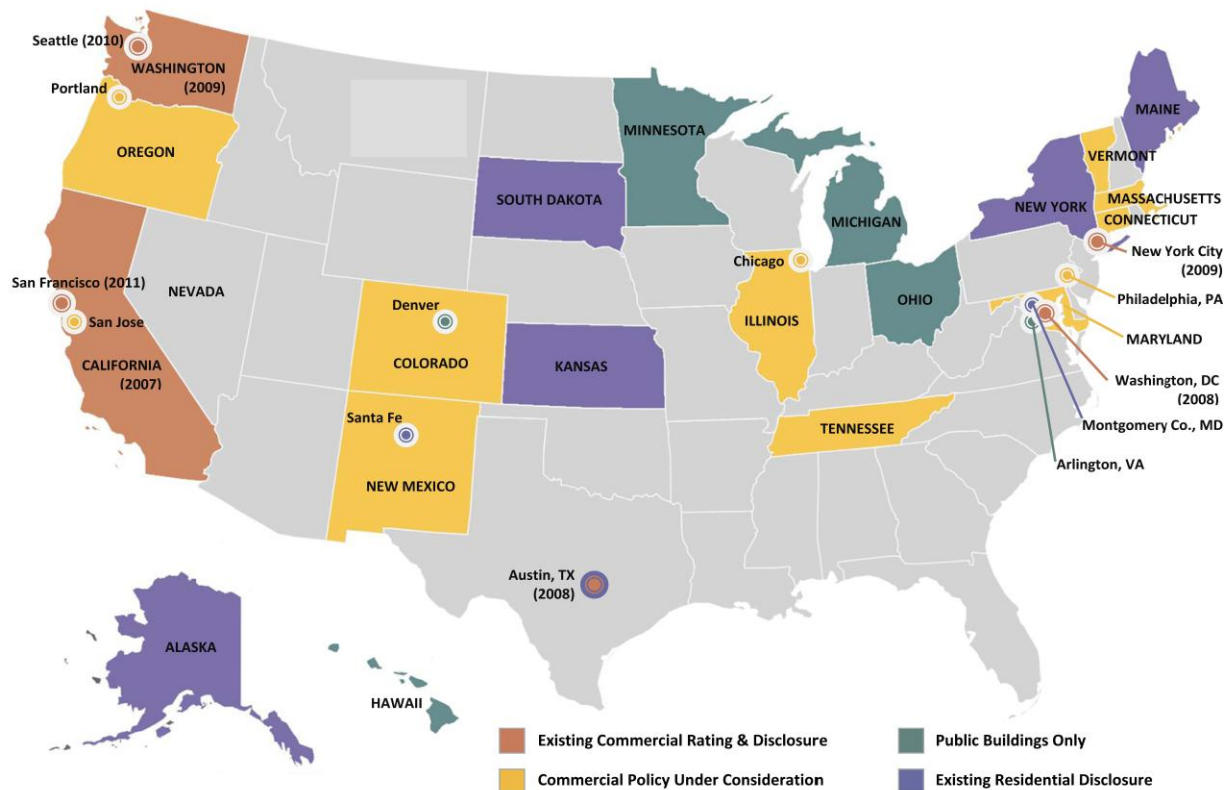 Seattle (2010)
WASHINGTON
(2009)
Portland
OREGON
MINNESOTA
MAINE
VERMONT
SOUTH DAKOTA
MICHIGAN
NEW YORK
MASSACHUSETTS
CONNECTICUT
New York City
(2009)
San Francisco (2011)
NEVADA
San Jose
CALIFORNIA
(2007)
Denver
COLORADO
KANSAS
Chicago
ILLINOIS
OHIO
Philadelphia, PA
MARYLAND
Washington, DC
(2008)
Montgomery Co., MD
Arlington, VA
Santa Fe
NEW MEXICO
TENNESSEE
Austin, TX
(2008)
ALASKA
HAWAII
Existing Commercial Rating & Disclosure
Commercial Policy Under Consideration
Public Buildings Only
Existing Residential Disclosure